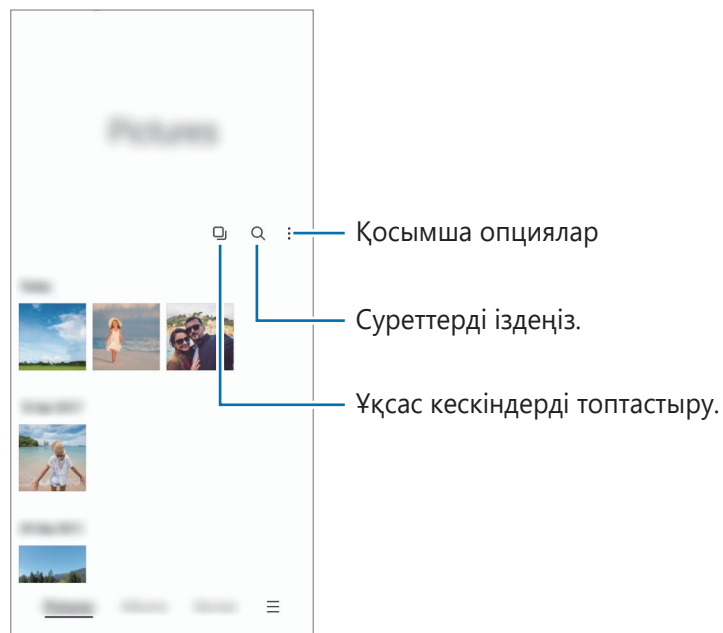 Pictures
Қосымша опциялар
Суреттерді іздеңіз.
Ұқсас кескіндерді топтастыру.